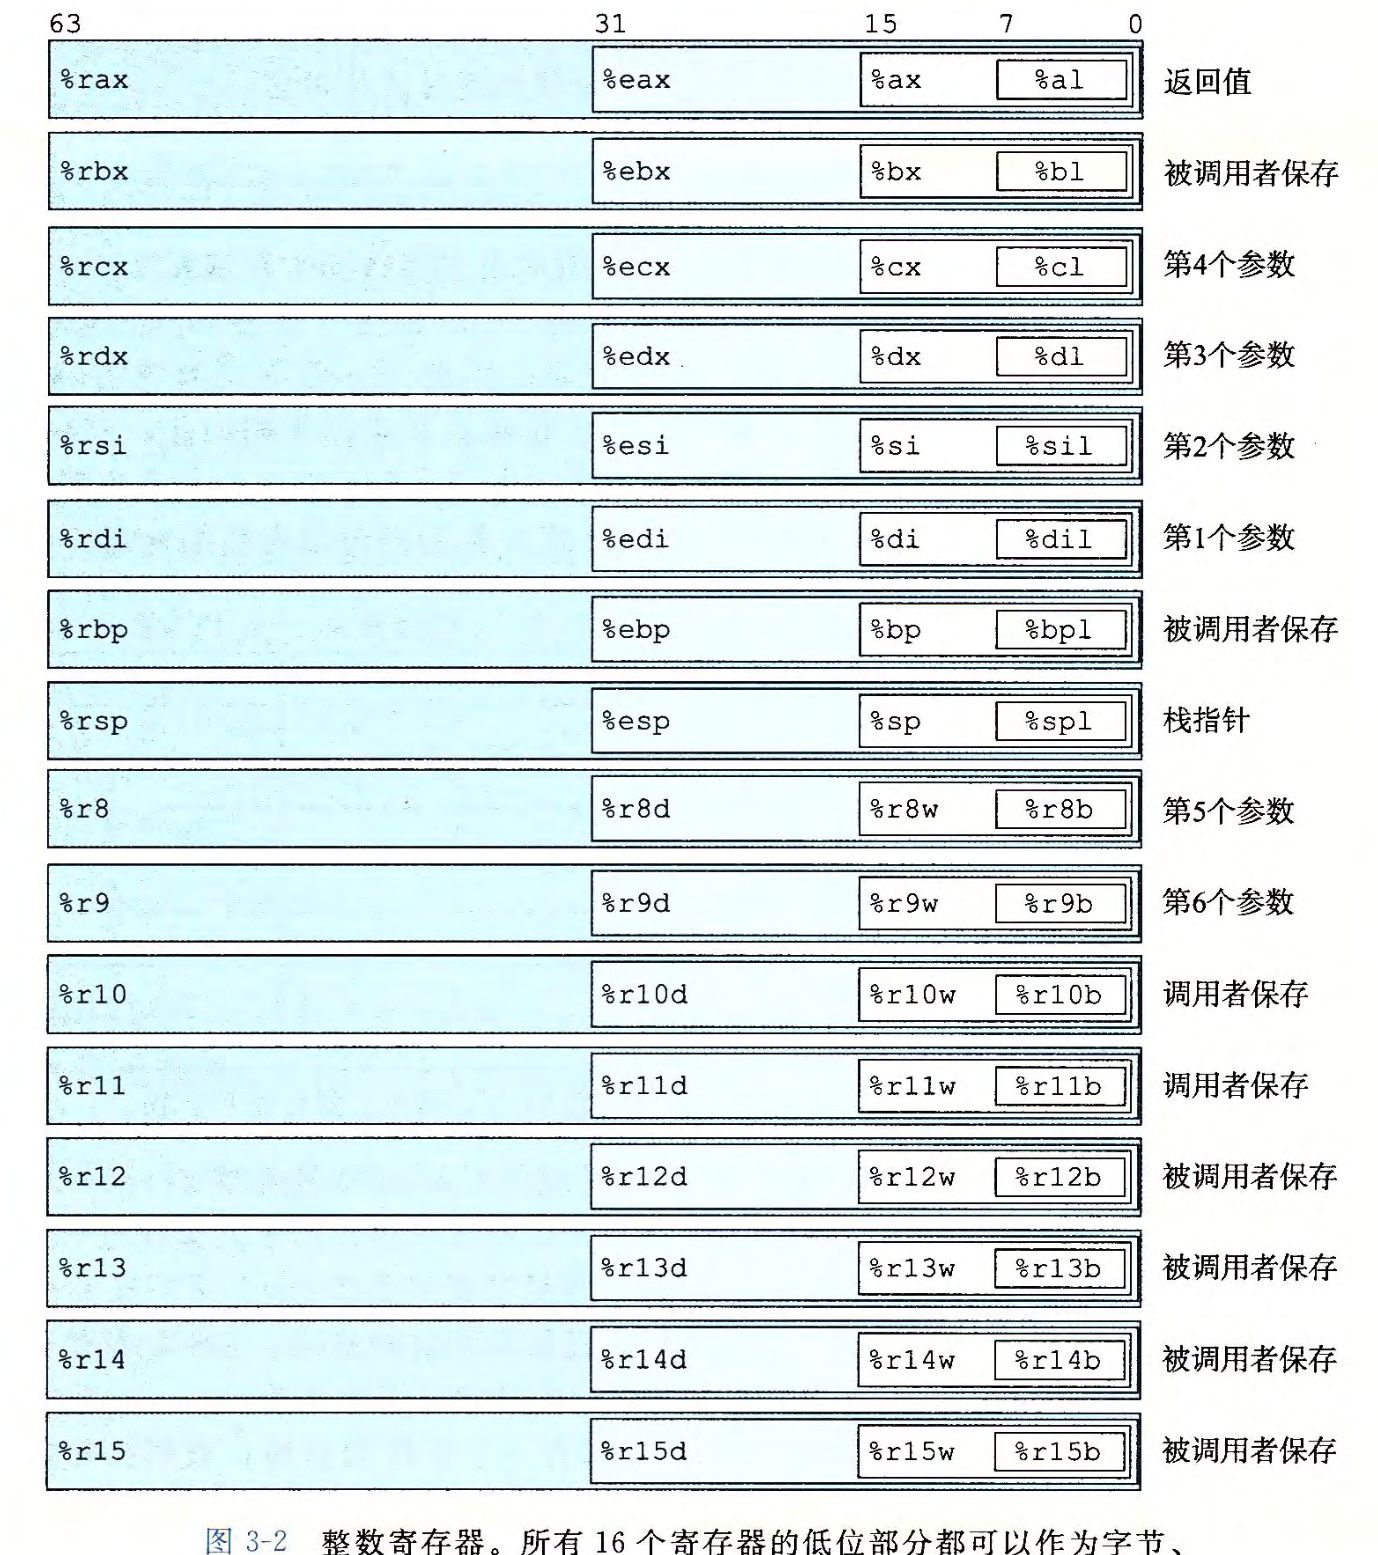 63 31 15 7 0
%rax %eax %ax %al 返回值
%rbx %ebx %bx %bl 被调用者保存
%rcx %ecx %cx %cl 第4个参数
%rdx %edx %dx %dl 第3个参数
%rsi %esi %si %sil 第2个参数
%rdi %edi %di %dil 第1个参数
%rbp %ebp %bp %bpl 被调用者保存
%rsp %esp %sp %spl 栈指针
%r8 %r8d %r8w %r8b 第5个参数
%r9 %r9d %r9w %r9b 第6个参数
%r10 %r10d %r10w %r10b 调用者保存
%r11 %r11d %r11w %r11b 调用者保存
%r12 %r12d %r12w %r12b 被调用者保存
%r13 %r13d %r13w %r13b 被调用者保存
%r14 %r14d %r14w %r14b 被调用者保存
%r15 %r15d %r15w %r15b 被调用者保存
图 3-2 整数寄存器。所有 16 个寄存器的低位部分都可以作为字节、